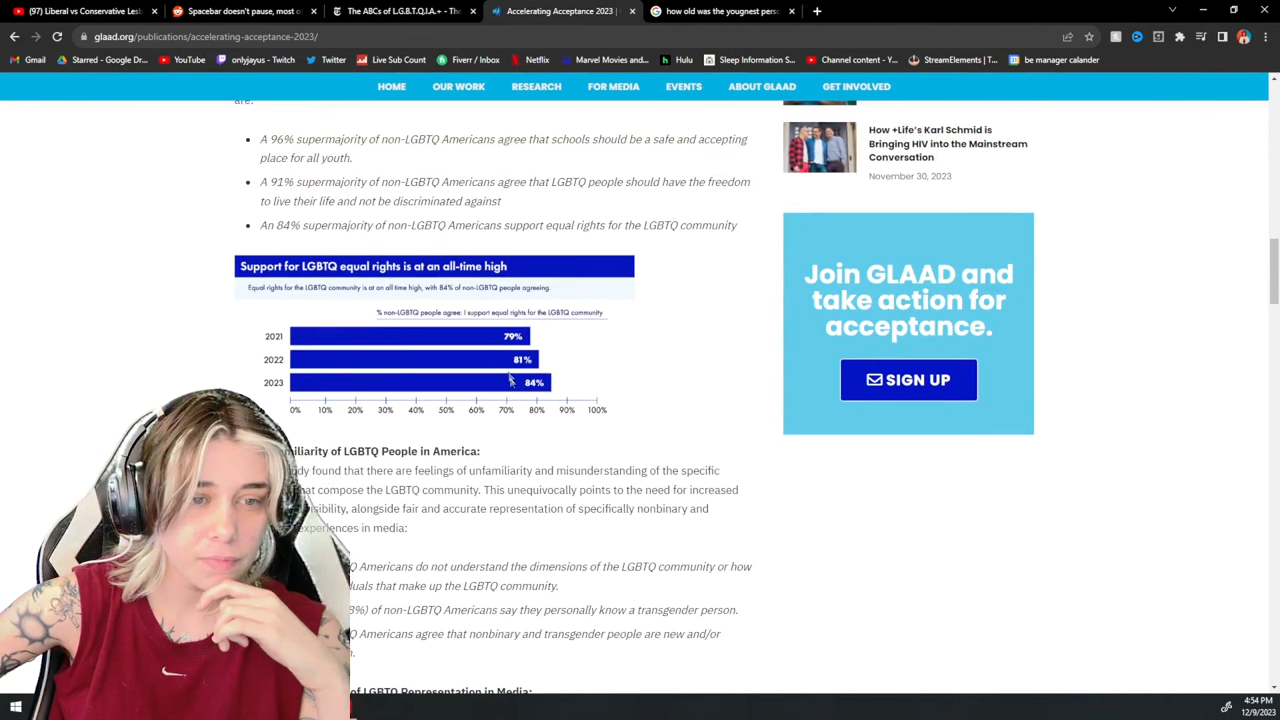 (97) Liberal vs Conservative Lesb
Spacebar doesn't pause, most o
The ABCs of L.G.B.T.Q.I.A.+ - The
Accelerating Acceptance 2023 |
how old was the youngnest pers
glaad.org/publications/accelerating-acceptance-2023/
Gmail
Starred - Google Dr...
YouTube
onlyjayus - Twitch
Twitter
Live Sub Count
Fiverr / Inbox
Netflix
Marvel Movies and...
Hulu
Sleep Information S...
Channel content - Y...
StreamElements | T...
be manager calander
HOME
OUR WORK
RESEARCH
FOR MEDIA
EVENTS
ABOUT GLAAD
GET INVOLVED
are:
• A 96% supermajority of non-LGBTQ Americans agree that schools should be a safe and accepting
place for all youth.
• A 91% supermajority of non-LGBTQ Americans agree that LGBTQ people should have the freedom
to live their life and not be discriminated against
• An 84% supermajority of non-LGBTQ Americans support equal rights for the LGBTQ community
Support for LGBTQ equal rights is at an all-time high
Equal rights for the LGBTQ community is at an all time high, with 84% of non-LGBTQ people agreeing.
% non-LGBTQ people agree: I support equal rights for the LGBTQ community
2021 79%
2022 81%
2023 84%
0% 10% 20% 30% 40% 50% 60% 70% 80% 90% 100%
iliarity of LGBTQ People in America:
dy found that there are feelings of unfamiliarity and misunderstanding of the specific
hat compose the LGBTQ community. This unequivocally points to the need for increased
isibility, alongside fair and accurate representation of specifically nonbinary and
experiences in media:
Q Americans do not understand the dimensions of the LGBTQ community or how
duals that make up the LGBTQ community.
8%) of non-LGBTQ Americans say they personally know a transgender person.
Q Americans agree that nonbinary and transgender people are new and/or
n.
of LGBTQ Representation in Media:
How +Life's Karl Schmid is
Bringing HIV into the Mainstream
Conversation
November 30, 2023
Join GLAAD and
take action for
acceptance.
SIGN UP
4:54 PM
12/9/2023